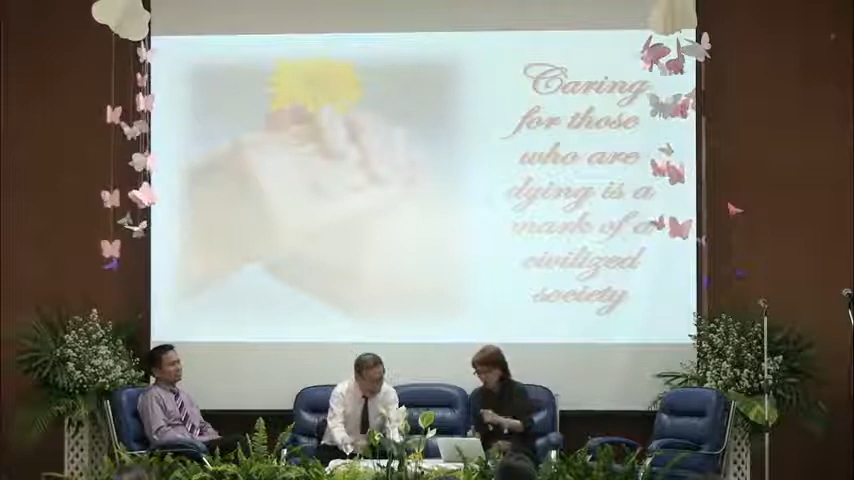 Caring
for those
who are
dying is a
mark of a
civilized
society